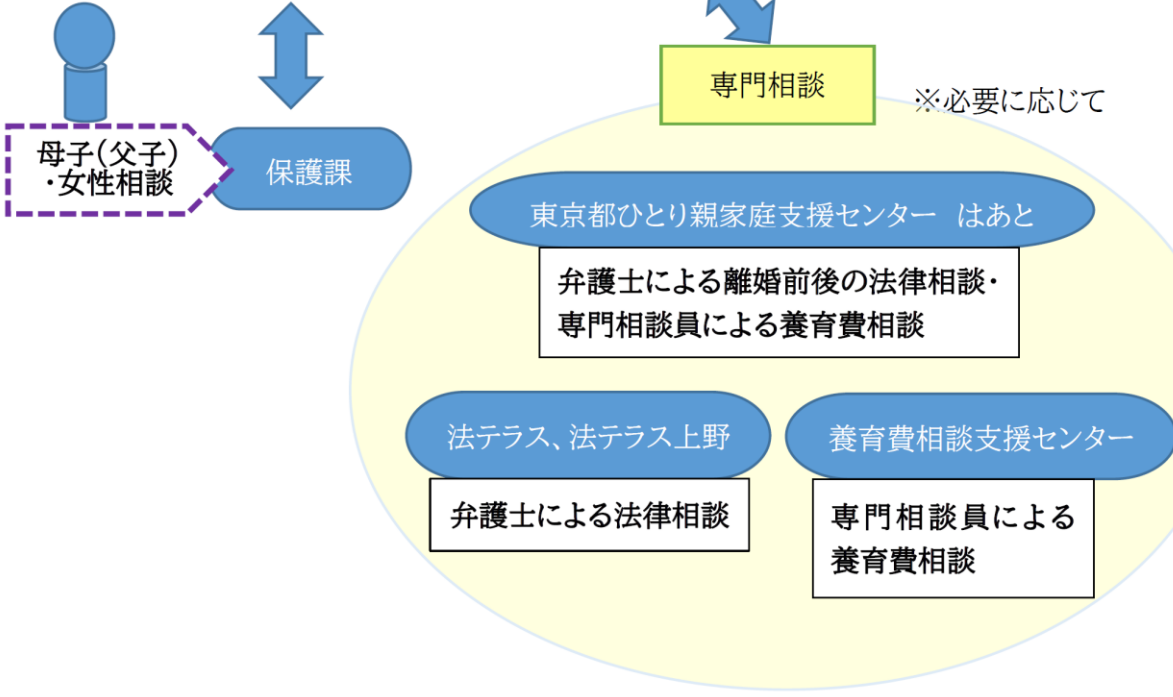 専門相談
※必要に応じて
母子(父子)
・女性相談
保護課
東京都ひとり親家庭支援センター　はあと
弁護士による離婚前後の法律相談・
専門相談員による養育費相談
法テラス、法テラス上野
養育費相談支援センター
弁護士による法律相談
専門相談員による
養育費相談